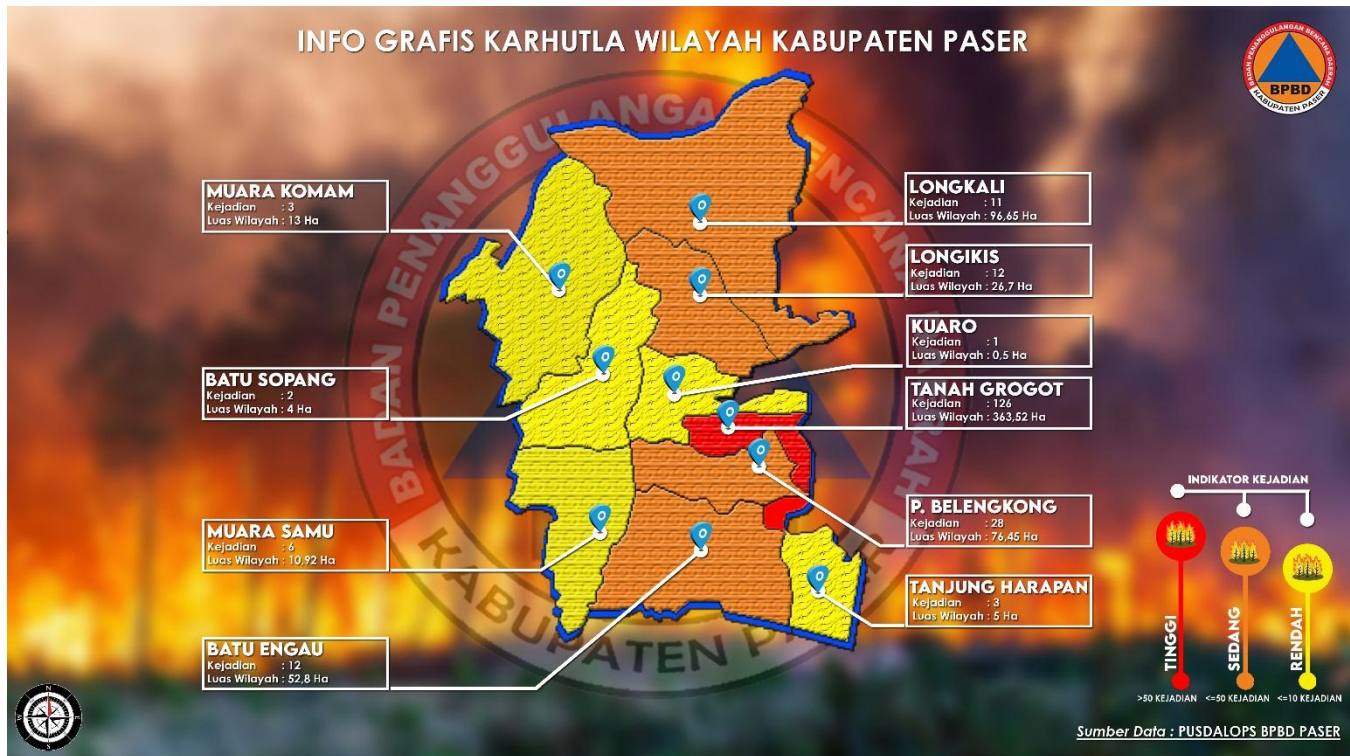 INFO GRAFIS KARHUTLA WILAYAH KABUPATEN PASER
BADAN PENANGGULANGAN BENCANA DAERAH
BPBD
KABUPATEN PASER
MUARA KOMAM
Kejadian : 3
Luas Wilayah : 13 Ha
BATU SOPANG
Kejadian : 2
Luas Wilayah : 4 Ha
MUARA SAMU
Kejadian : 6
Luas Wilayah : 10,92 Ha
BATU ENGAU
Kejadian : 12
Luas Wilayah : 52,8 Ha
LONGKALI
Kejadian : 11
Luas Wilayah : 96,65 Ha
LONGIKIS
Kejadian : 12
Luas Wilayah : 26,7 Ha
KUARO
Kejadian : 1
Luas Wilayah : 0,5 Ha
TANAH GROGOT
Kejadian : 126
Luas Wilayah : 363,52 Ha
P. BELENGKONG
Kejadian : 28
Luas Wilayah : 76,45 Ha
TANJUNG HARAPAN
Kejadian : 3
Luas Wilayah : 5 Ha
INDIKATOR KEJADIAN
TINGGI
SEDANG
RENDAH
>50 KEJADIAN <=50 KEJADIAN <=10 KEJADIAN
Sumber Data : PUSDALOPS BPBD PASER
N
E
S
W